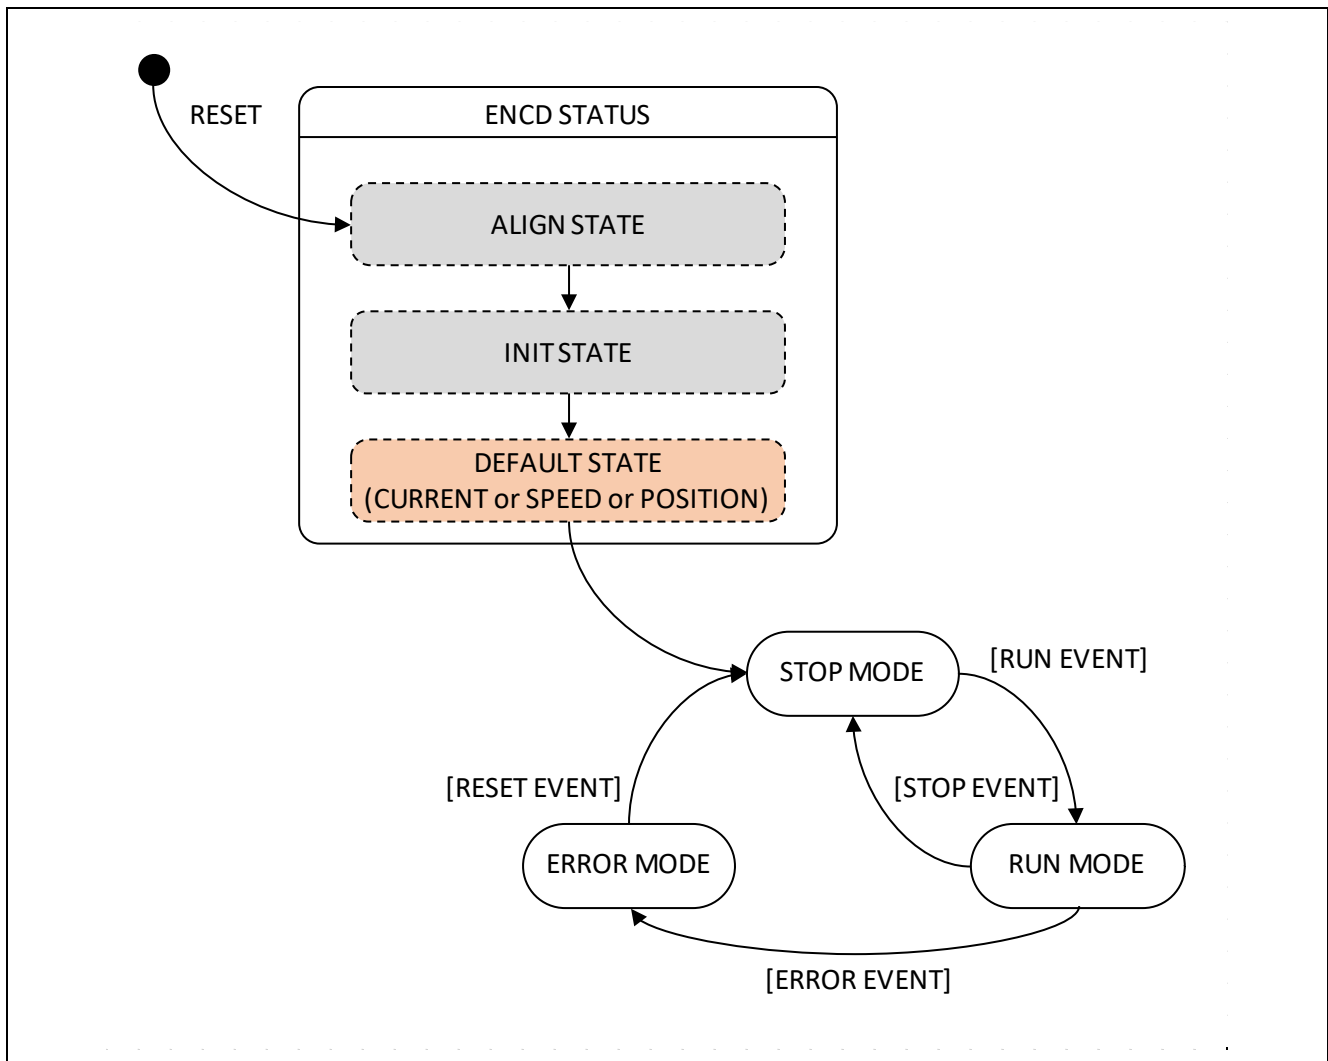 RESET
ENCD STATUS
ALIGN STATE
INIT STATE
DEFAULT STATE
(CURRENT or SPEED or POSITION)
STOP MODE
[RUN EVENT]
[RESET EVENT]
[STOP EVENT]
ERROR MODE
RUN MODE
[ERROR EVENT]